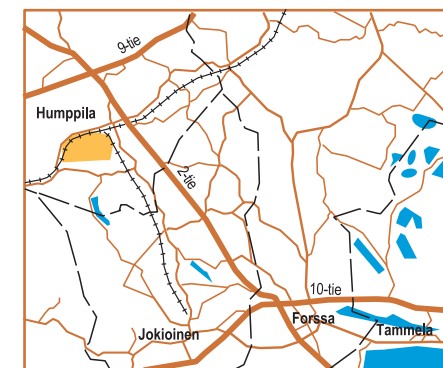 9-tie
Humppila
2-tie
10-tie
Forssa
Tammela
Jokioinen